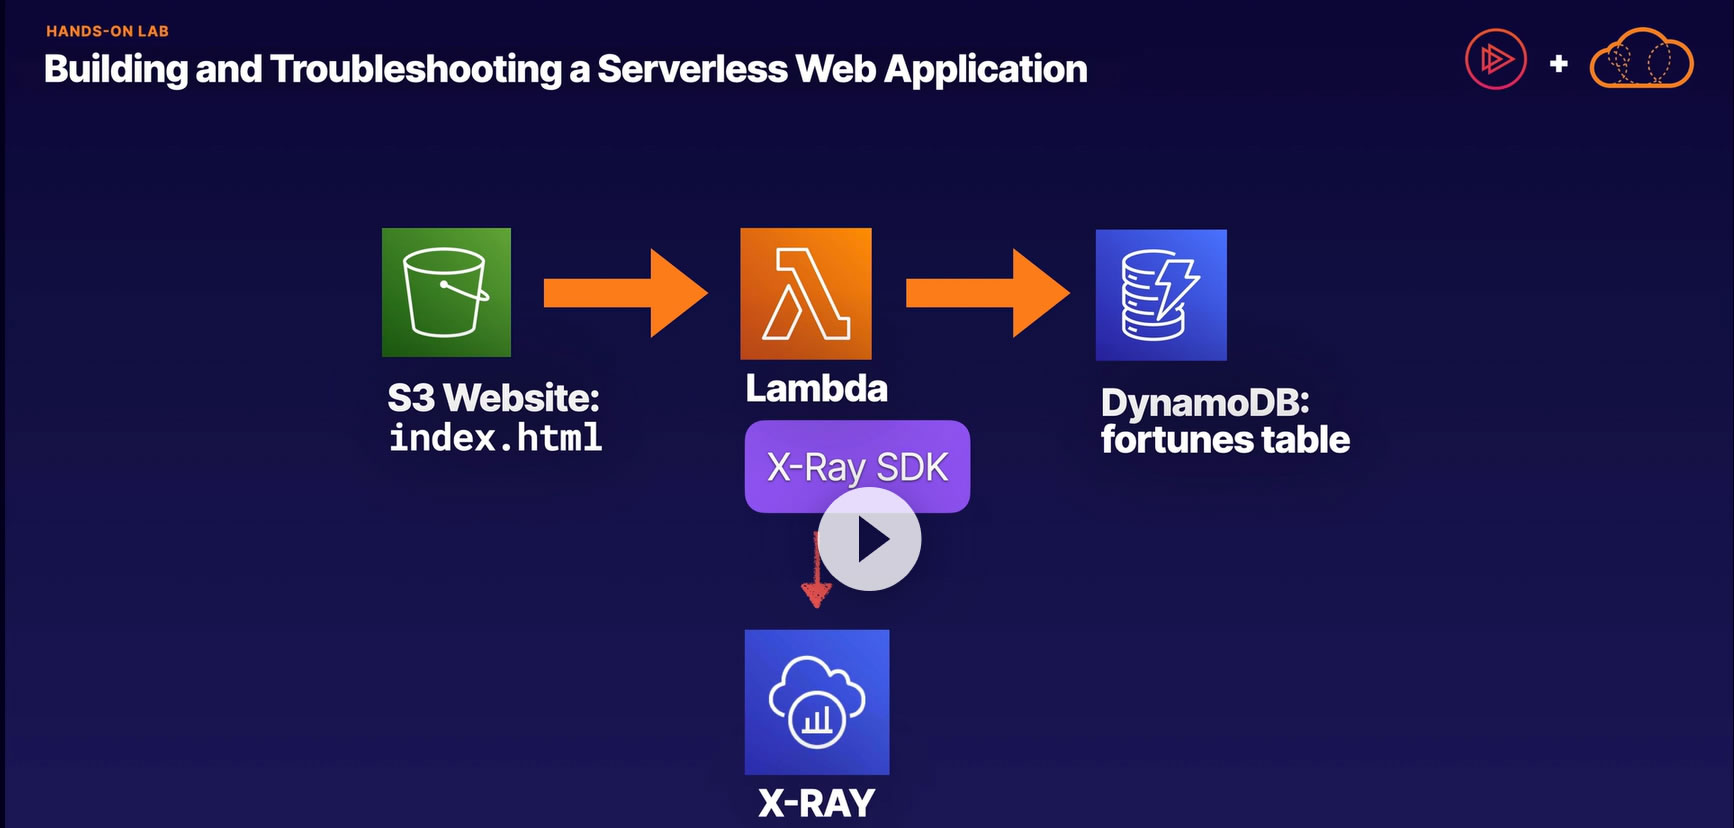 HANDS-ON LAB
Building and Troubleshooting a Serverless Web Application
+
S3 Website:
index.html
Lambda
X-Ray SDK
DynamoDB:
fortunes table
X-RAY